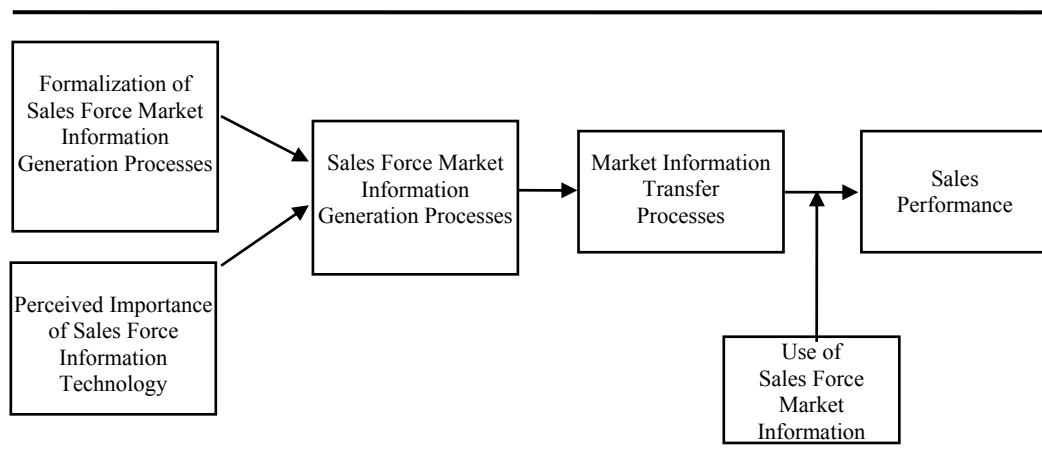 Formalization of
Sales Force Market
Information
Generation Processes
Perceived Importance
of Sales Force
Information
Technology
Sales Force Market
Information
Generation Processes
Market Information
Transfer
Processes
Sales
Performance
Use of
Sales Force
Market
Information